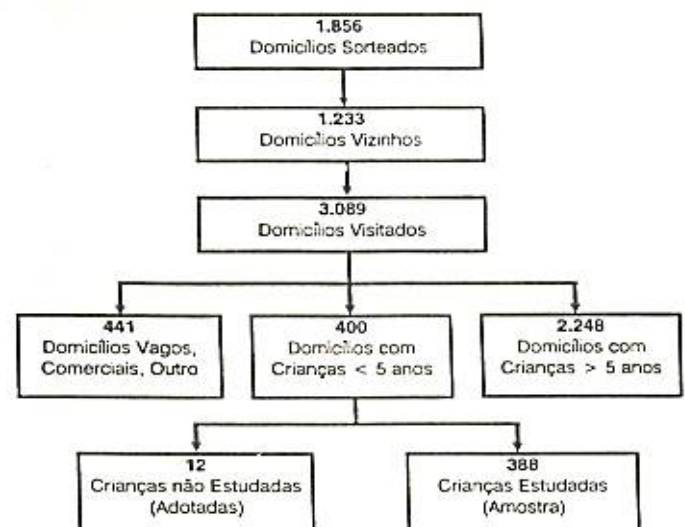 1.856
Domicílios Sorteados
1.233
Domicílios Vizinhos
3.089
Domicílios Visitados
441
Domicílios Vagos,
Comerciais, Outro
400
Domicílios com
Crianças < 5 anos
2.248
Domicílios com
Crianças > 5 anos
12
Crianças não Estudadas
(Adotadas)
388
Crianças Estudadas
(Amostra)